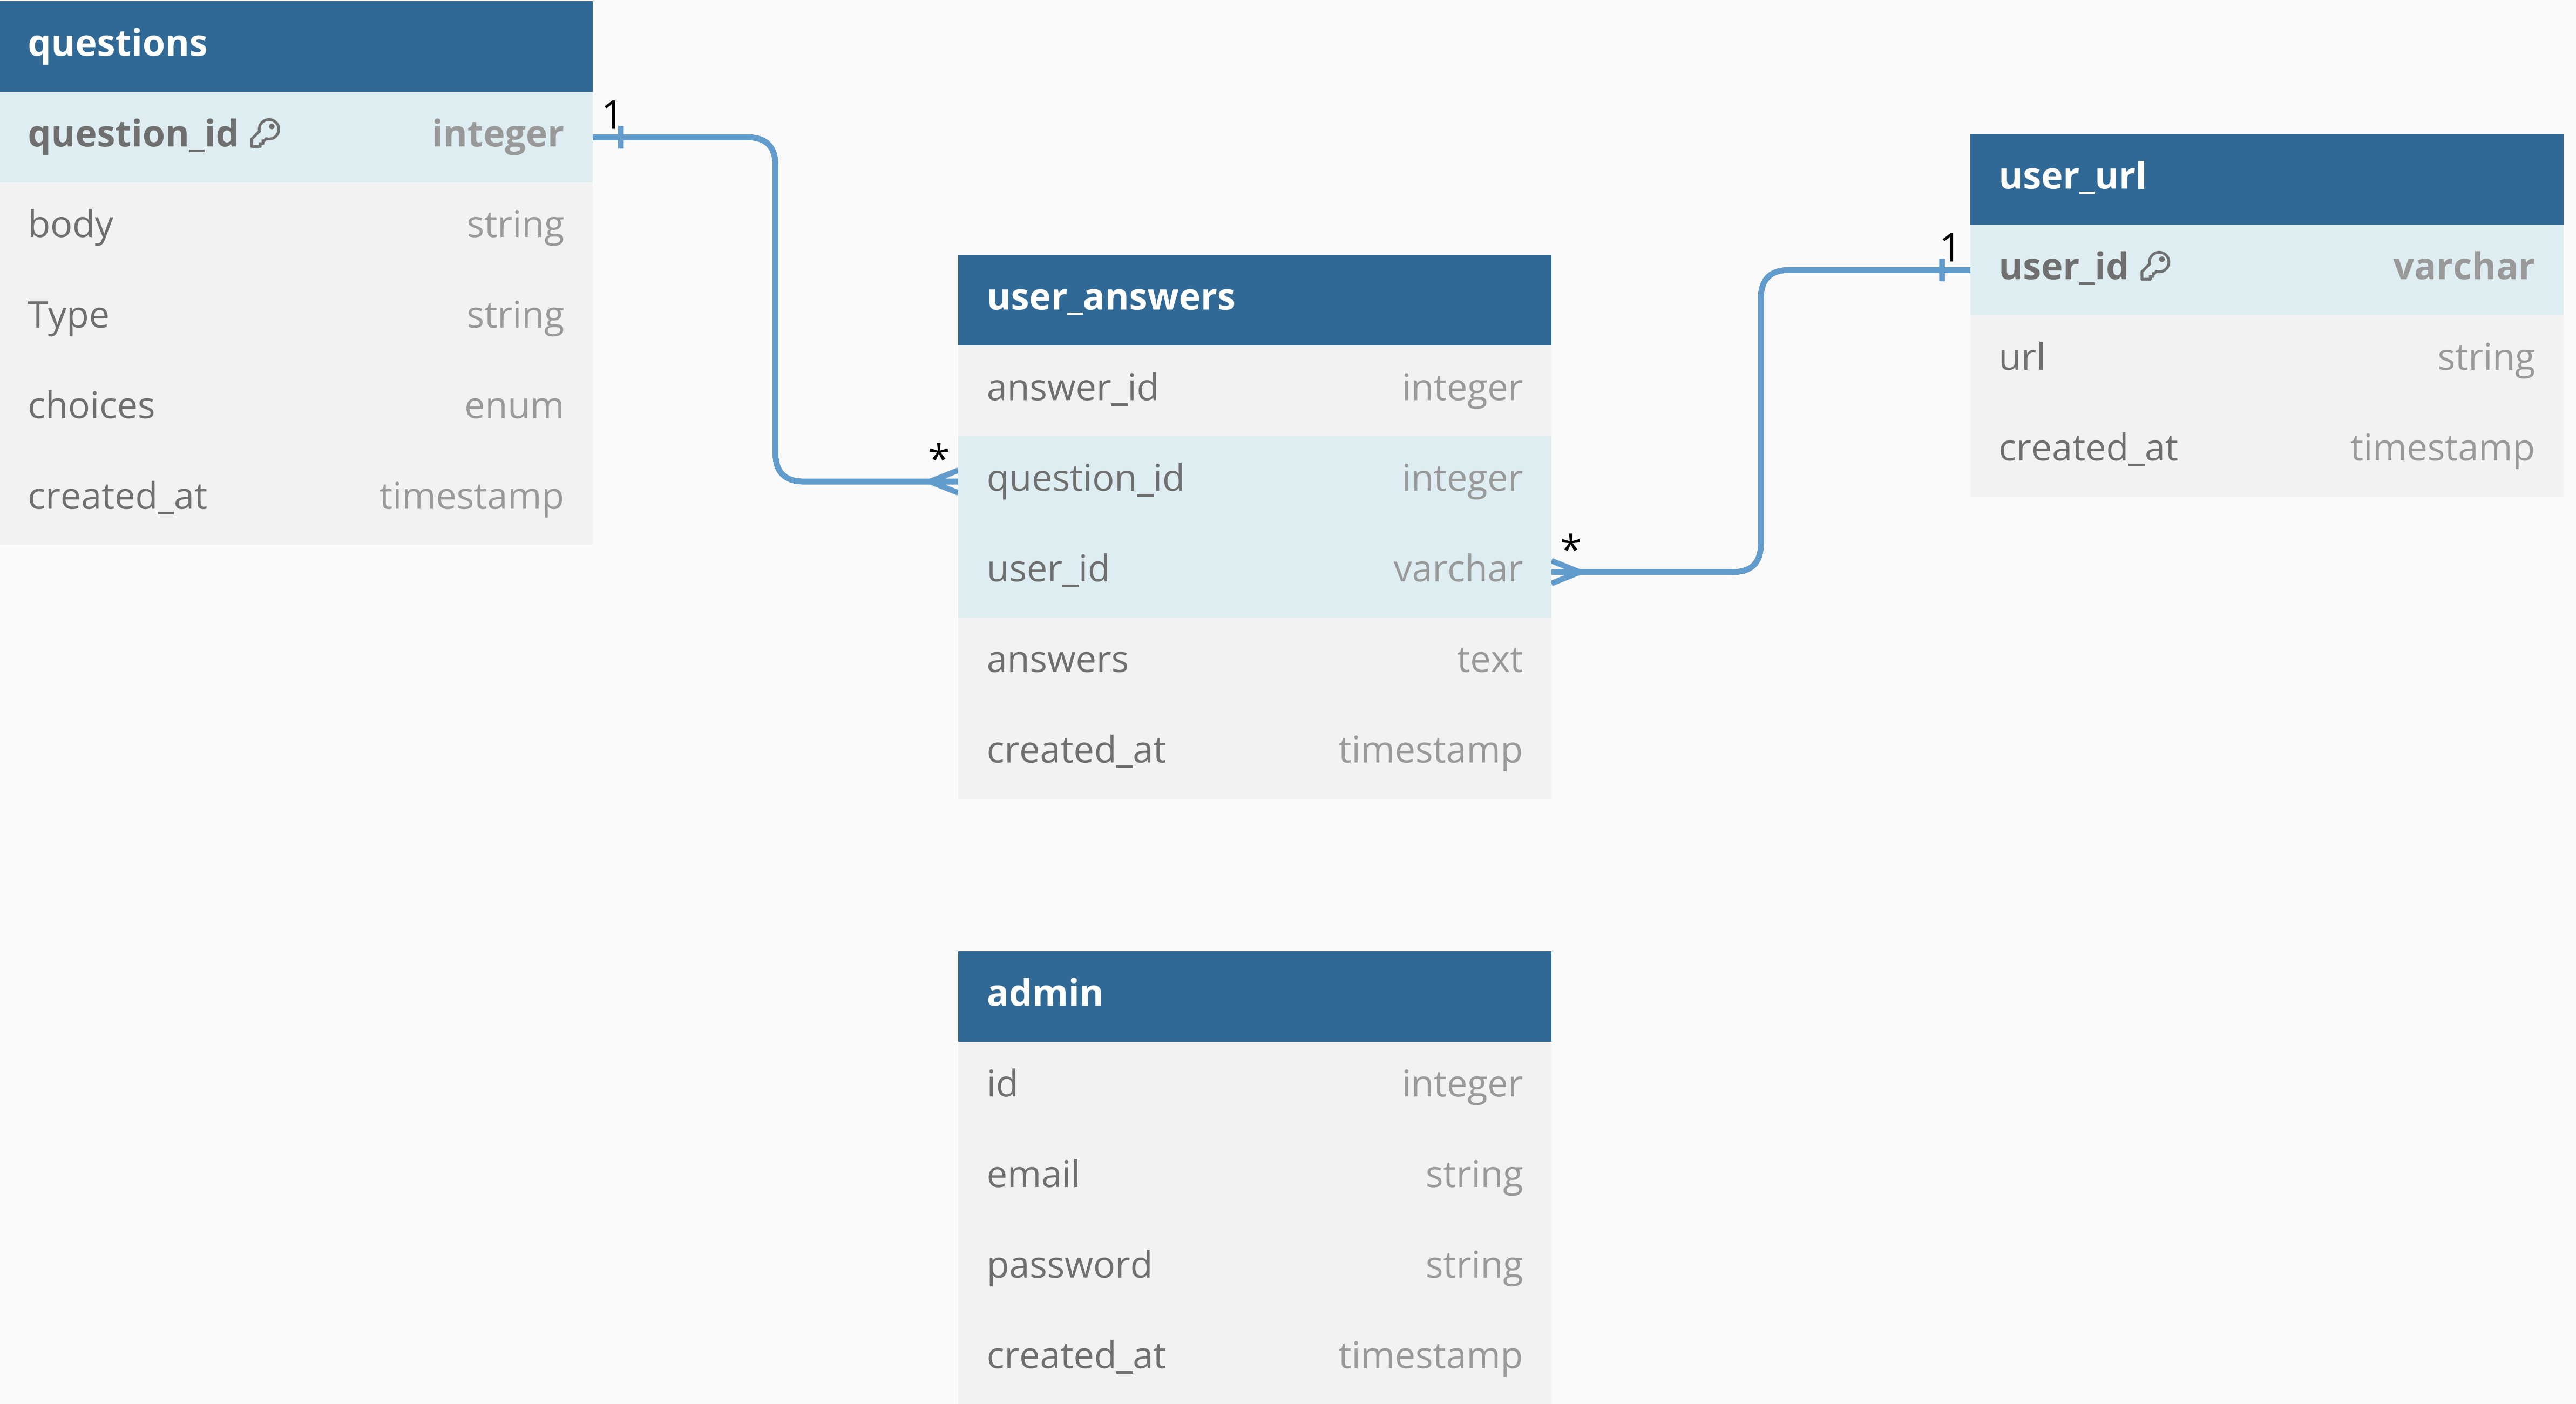 questions
question_id integer
body string
Type string
choices enum
created_at timestamp
1
*
user_answers
answer_id integer
question_id integer
user_id varchar
answers text
created_at timestamp
*
1
user_url
user_id varchar
url string
created_at timestamp
admin
id integer
email string
password string
created_at timestamp